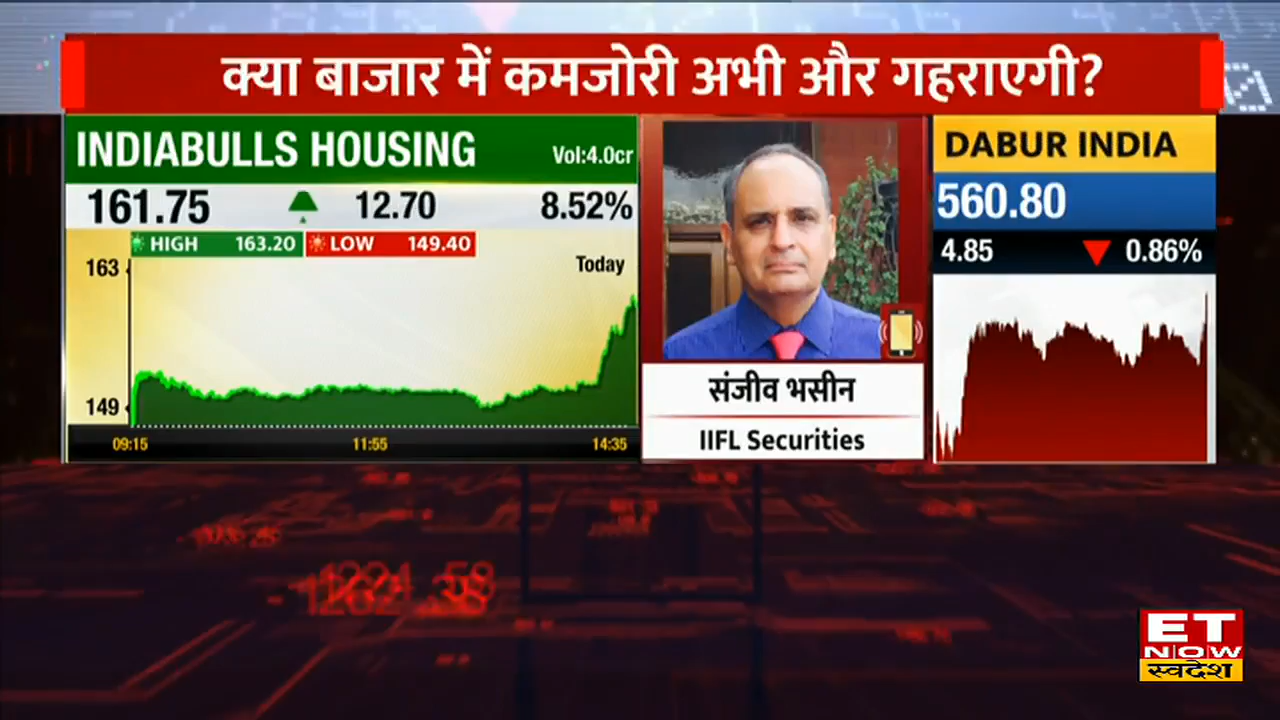 क्या बाजार में कमजोरी अभी और गहराएगी?
INDIABULLS HOUSING Vol:4.0cr
161.75 12.70 8.52%
HIGH 163.20 LOW 149.40
Today
163
149
09:15 11:55 14:35
संजीव भसीन
IIFL Securities
DABUR INDIA
560.80
4.85 0.86%
ET
NOW
स्वदेश